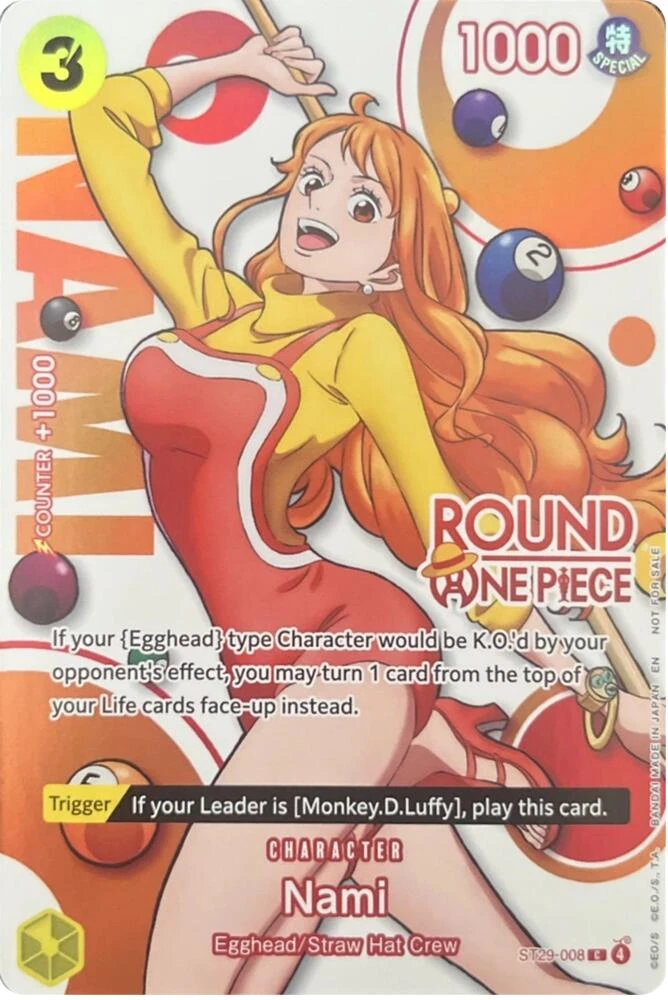 3
1000
特
SPECIAL
NAMI
2
2
8
COUNTER +1000
ROUND
ONE PIECE
If your {Egghead} type Character would be K.O.'d by your
opponent's effect, you may turn 1 card from the top of
your Life cards face-up instead.
5
Trigger If your Leader is [Monkey.D.Luffy], play this card.
CHARACTER
Nami
Egghead/Straw Hat Crew
ST29-008 C 4
©EO/S ©E.O./S., T.A. BANDAI MADE IN JAPAN EN NOT FOR SALE